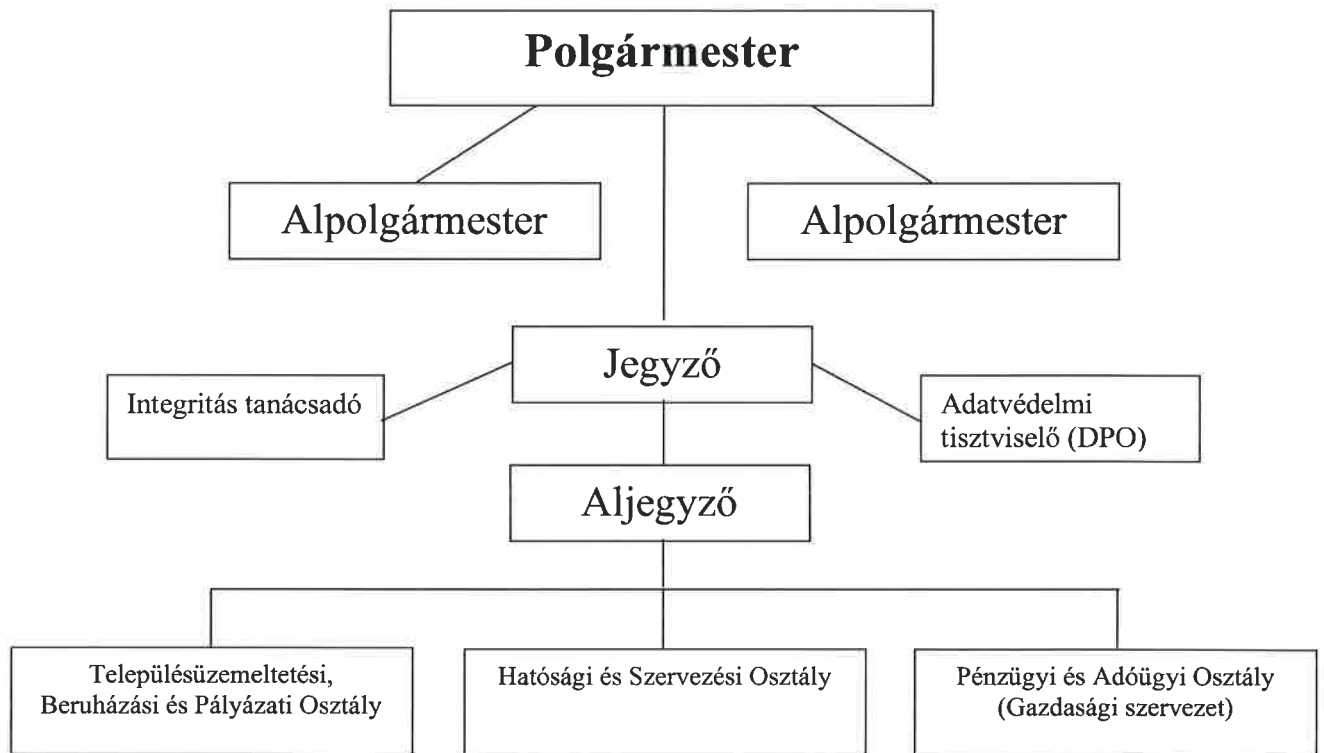 Polgármester
Alpolgármester
Alpolgármester
Jegyző
Integritás tanácsadó
Adatvédelmi
tisztviselő (DPO)
Aljegyző
Településüzemeltetési,
Beruházási és Pályázati Osztály
Hatósági és Szervezési Osztály
Pénzügyi és Adóügyi Osztály
(Gazdasági szervezet)